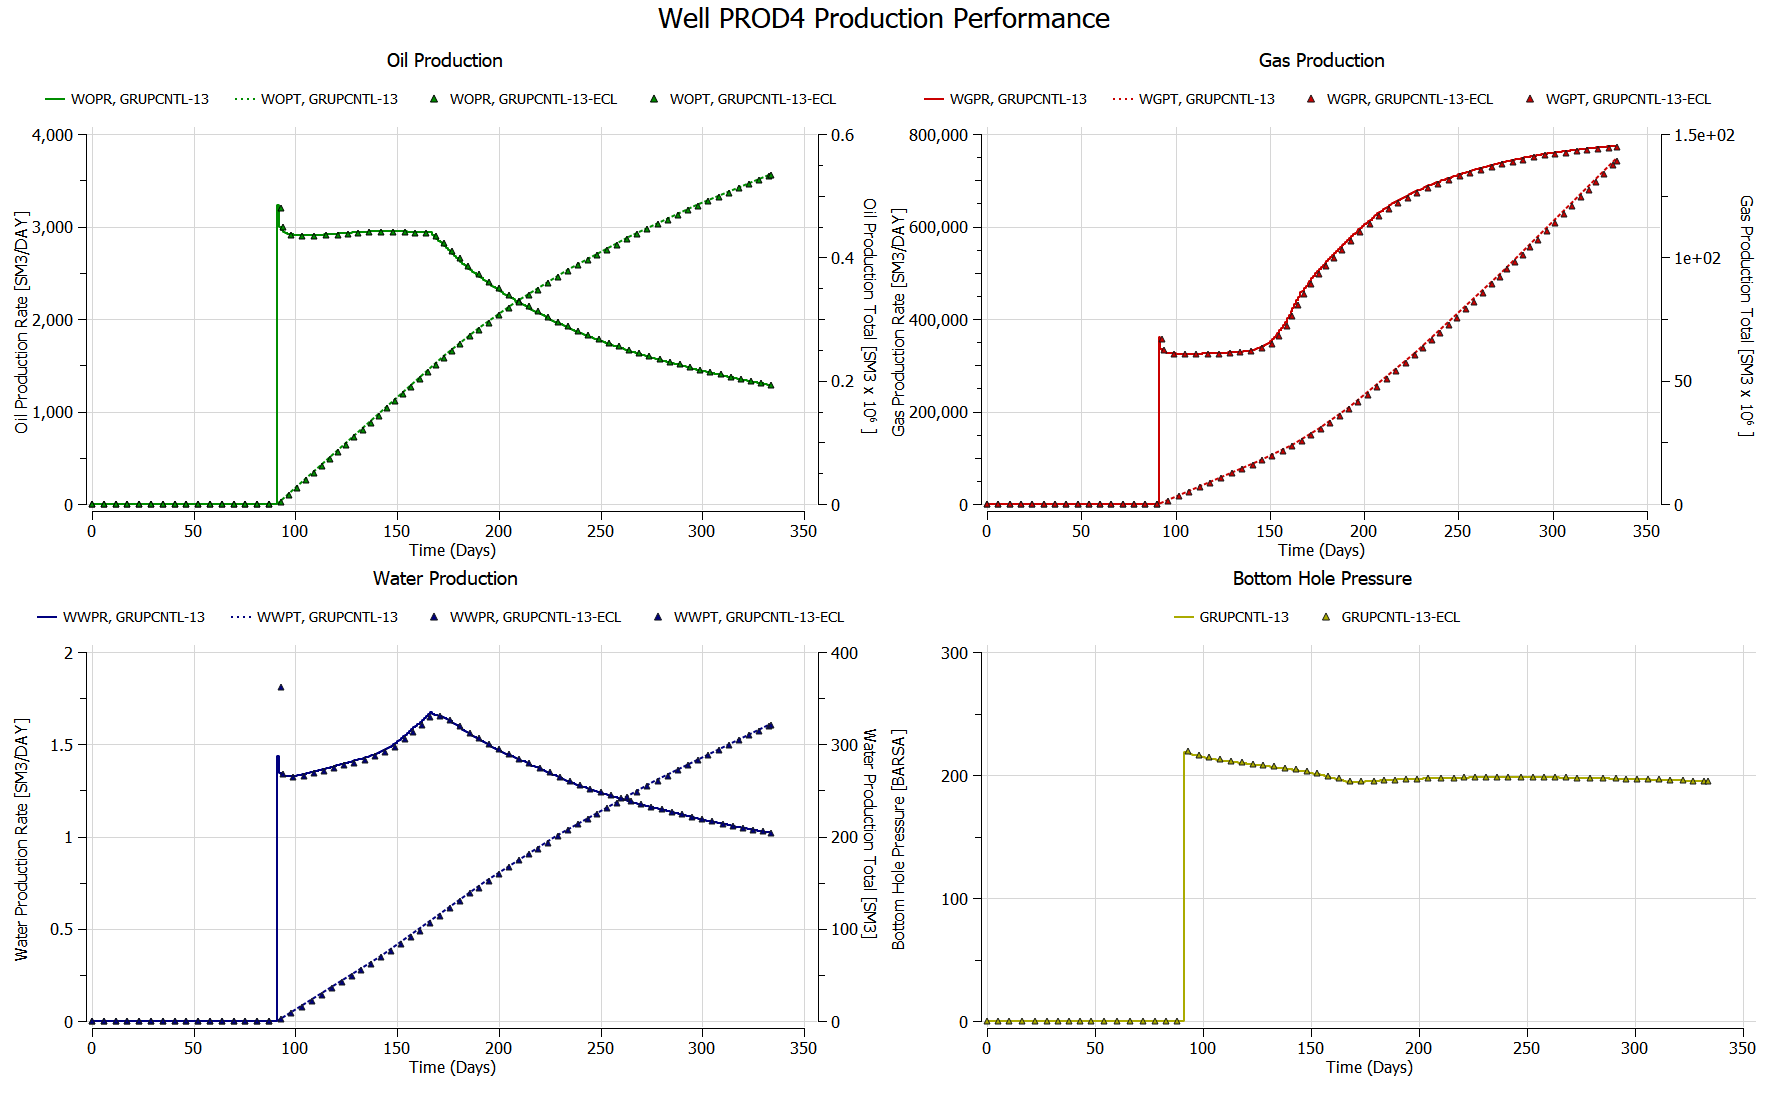 Well PROD4 Production Performance
Oil Production
WOPR, GRUPCNTL-13 WOPT, GRUPCNTL-13 WOPR, GRUPCNTL-13-ECL WOPT, GRUPCNTL-13-ECL
4,000
3,000
2,000
1,000
0
Oil Production Rate [SM3/DAY]
0.6
0.4
0.2
0
Oil Production Total [SM3 x 10⁶ ]
0 50 100 150 200 250 300 350
Time (Days)
Gas Production
WGPR, GRUPCNTL-13 WGPT, GRUPCNTL-13 WGPR, GRUPCNTL-13-ECL WGPT, GRUPCNTL-13-ECL
800,000
600,000
400,000
200,000
0
Gas Production Rate [SM3/DAY]
1.5e+02
1e+02
50
0
Gas Production Total [SM3 x 10⁶ ]
0 50 100 150 200 250 300 350
Time (Days)
Water Production
WWPR, GRUPCNTL-13 WWPT, GRUPCNTL-13 WWPR, GRUPCNTL-13-ECL WWPT, GRUPCNTL-13-ECL
2
1.5
1
0.5
0
Water Production Rate [SM3/DAY]
400
300
200
100
0
Water Production Total [SM3]
0 50 100 150 200 250 300 350
Time (Days)
Bottom Hole Pressure
GRUPCNTL-13 GRUPCNTL-13-ECL
300
200
100
0
Bottom Hole Pressure [BARSA]
0 50 100 150 200 250 300 350
Time (Days)